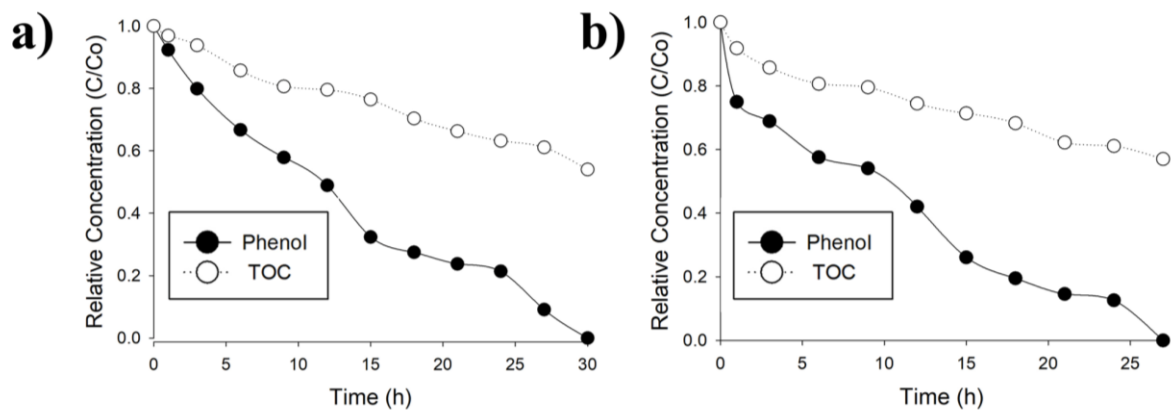 a)
Relative Concentration (C/Co)
1.0
0.8
0.6
0.4
0.2
0.0
Phenol
TOC
0 5 10 15 20 25 30
Time (h)
b)
Relative Concentration (C/Co)
1.0
0.8
0.6
0.4
0.2
0.0
Phenol
TOC
0 5 10 15 20 25
Time (h)